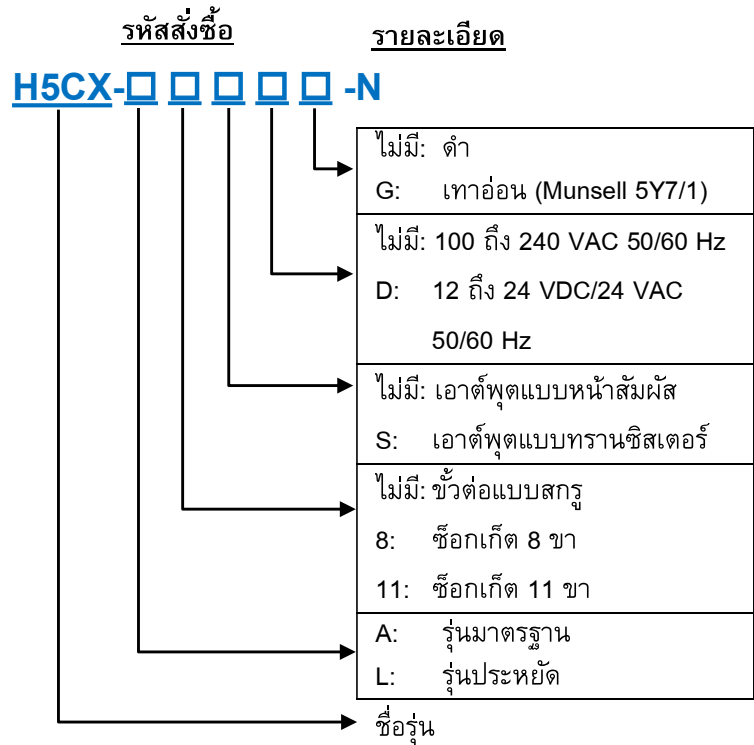 รหัสสั่งซื้อ
รายละเอียด
H5CX-□ □ □ □ □ -N
ไม่มี: ดำ
G: เทาอ่อน (Munsell 5Y7/1)
ไม่มี: 100 ถึง 240 VAC 50/60 Hz
D: 12 ถึง 24 VDC/24 VAC
50/60 Hz
ไม่มี: เอาต์พุตแบบหน้าสัมผัส
S: เอาต์พุตแบบทรานซิสเตอร์
ไม่มี: ขั้วต่อแบบสกรู
8: ซ็อกเก็ต 8 ขา
11: ซ็อกเก็ต 11 ขา
A: รุ่นมาตรฐาน
L: รุ่นประหยัด
ชื่อรุ่น